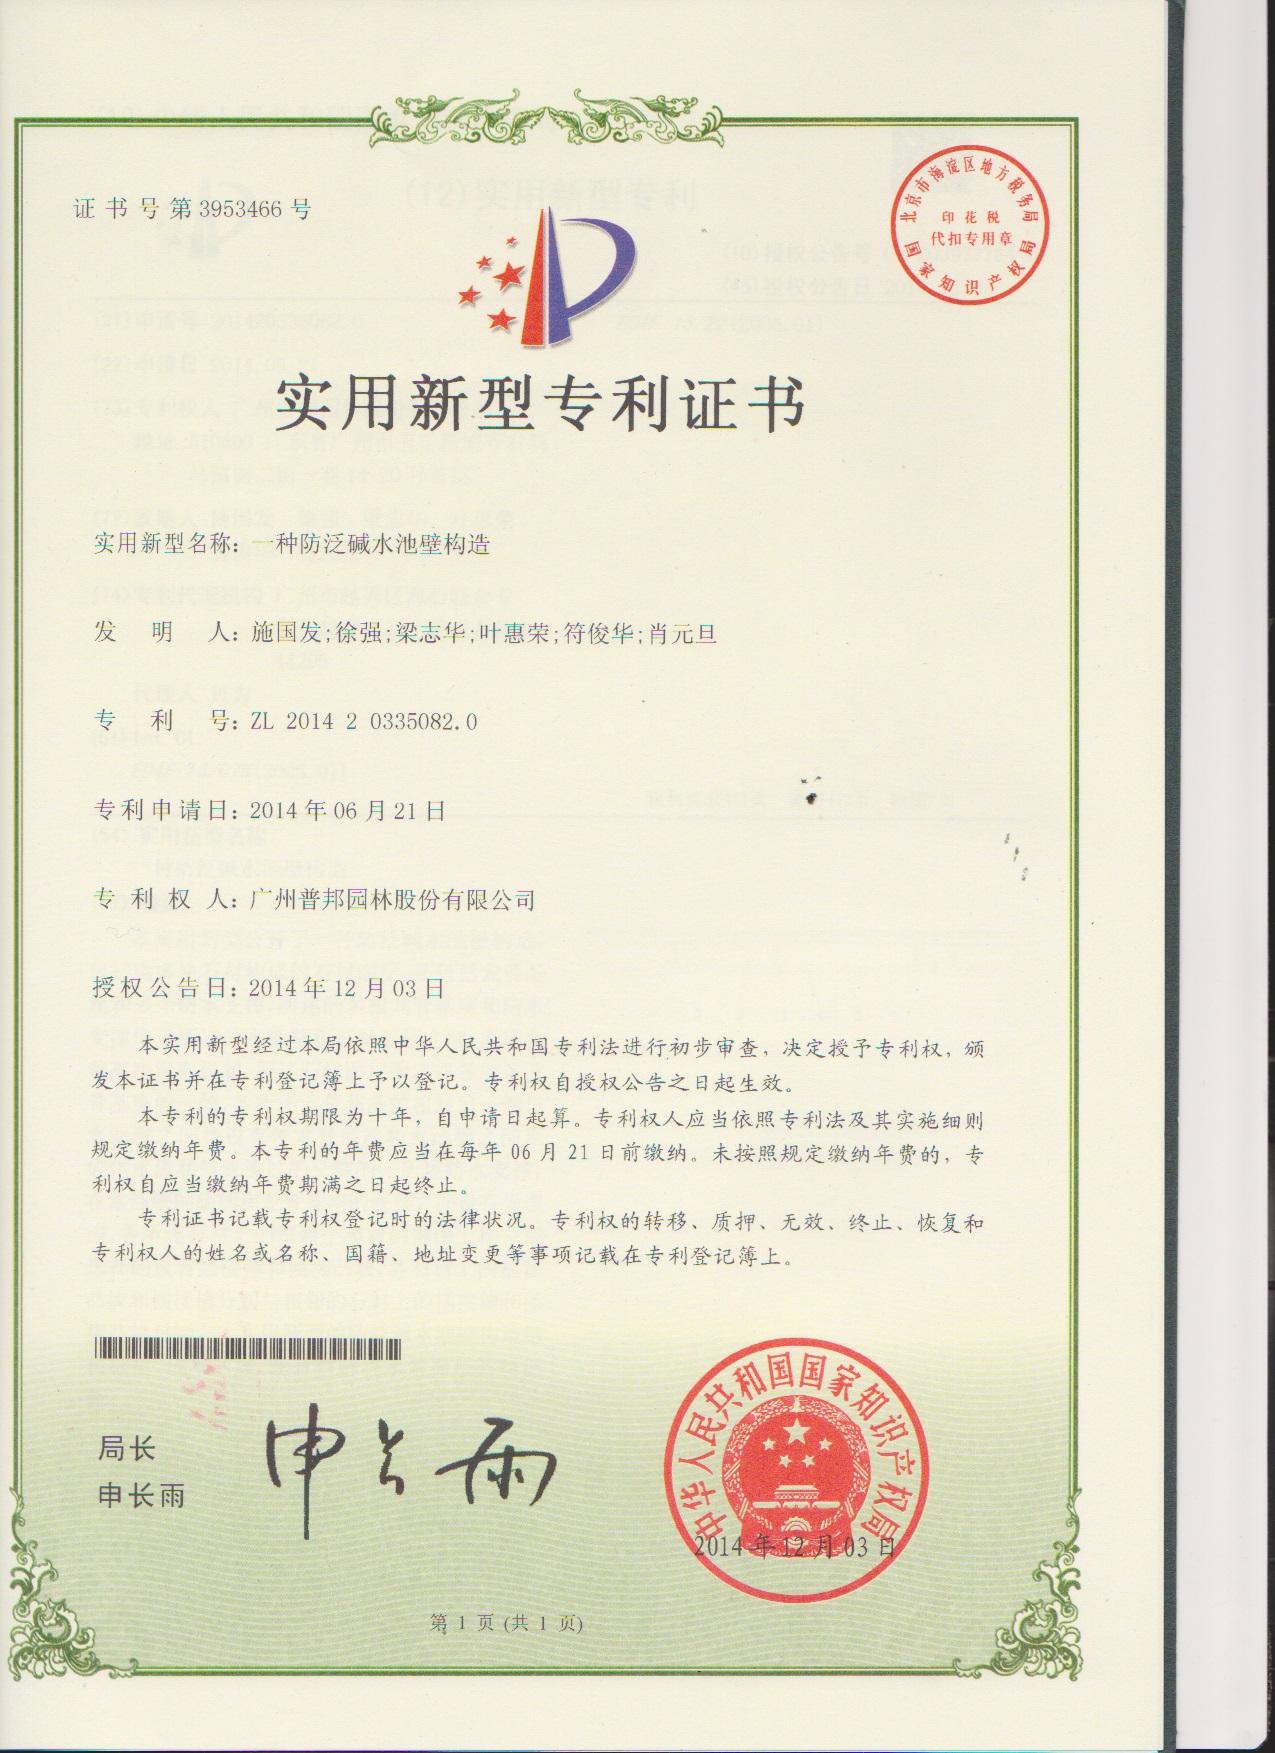 证书号第3953466号
北京市海淀区地方税务局
印花税
代扣专用章
国家知识产权局
实用新型专利证书
实用新型名称：一种防泛碱水池壁构造
发明人：施国发;徐强;梁志华;叶惠荣;符俊华;肖元旦
专利号：ZL 2014 2 0335082.0
专利申请日：2014年06月21日
专利权人：广州普邦园林股份有限公司
授权公告日：2014年12月03日
本实用新型经过本局依照中华人民共和国专利法进行初步审查，决定授予专利权，颁
发本证书并在专利登记簿上予以登记。专利权自授权公告之日起生效。
本专利的专利权期限为十年，自申请日起算。专利权人应当依照专利法及其实施细则
规定缴纳年费。本专利的年费应当在每年06月21日前缴纳。未按照规定缴纳年费的，专
利权自应当缴纳年费期满之日起终止。
专利证书记载专利权登记时的法律状况。专利权的转移、质押、无效、终止、恢复和
专利权人的姓名或名称、国籍、地址变更等事项记载在专利登记簿上。
局长
申长雨
申长雨
中华人民共和国国家知识产权局
2014年12月03日
第 1 页 (共 1 页)